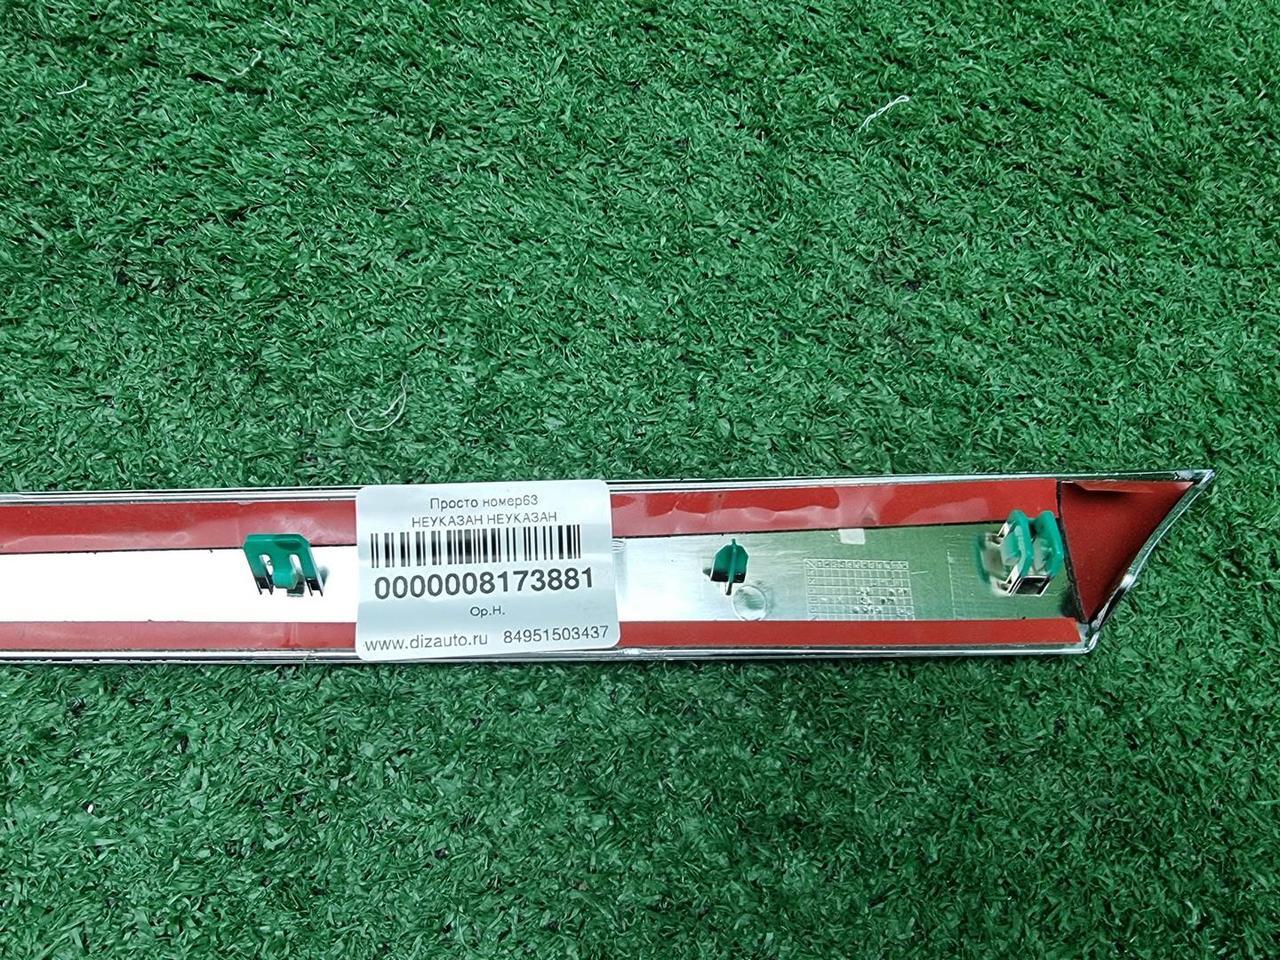 Просто номер63
НЕУКАЗАН НЕУКАЗАН
0000008173881
Ор.Н.
www.dizauto.ru 84951503437